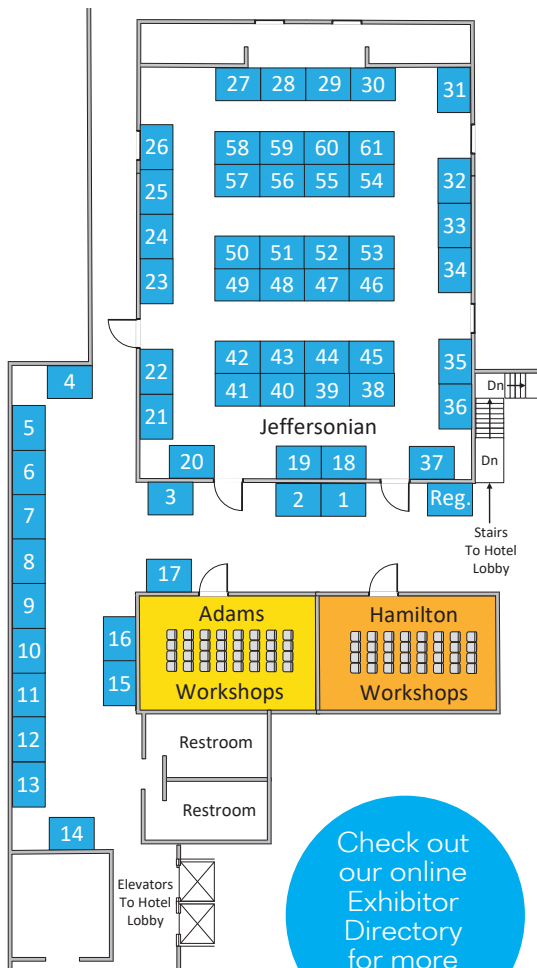 27 28 29 30
31
26
58 59 60 61
57 56 55 54
25
32
24
33
50 51 52 53
34
23
49 48 47 46
42 43 44 45
35
22
4
Dn
41 40 39 38
36
21
5
Jeffersonian
20
19 18
37
6
Dn
3
2 1
Reg.
7
Stairs
To Hotel
Lobby
8
17
9
Adams
Hamilton
16
10
15
Workshops
Workshops
11
12
Restroom
13
Restroom
14
Check out
our online
Exhibitor
Directory
for more
Elevators
To Hotel
Lobby